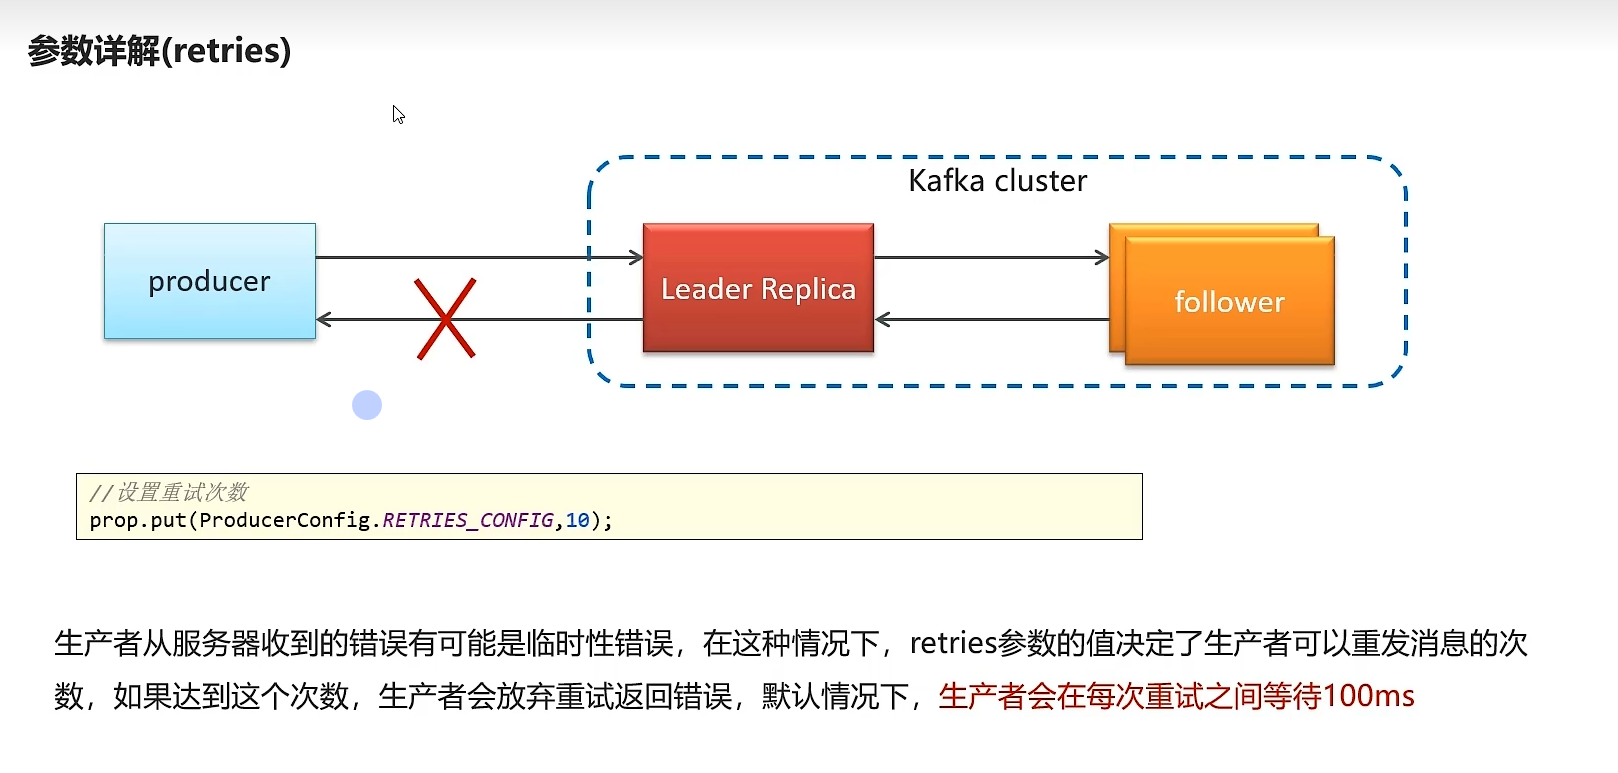 参数详解(retries)
Kafka cluster
producer
Leader Replica
follower
//设置重试次数
prop.put(ProducerConfig.RETRIES_CONFIG,10);
生产者从服务器收到的错误有可能是临时性错误，在这种情况下，retries参数的值决定了生产者可以重发消息的次
数，如果达到这个次数，生产者会放弃重试返回错误，默认情况下，生产者会在每次重试之间等待100ms